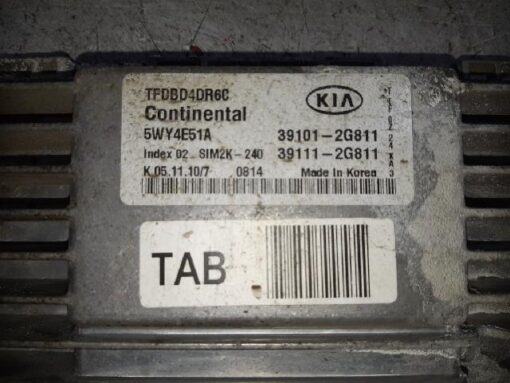 TFDBD4DR6C
KIA
Continental
5WY4E51A 39101-2G811
Index 02 SIM2K-240 39111-2G811
K 05.11.10/7 0814 Made in Korea
TAB